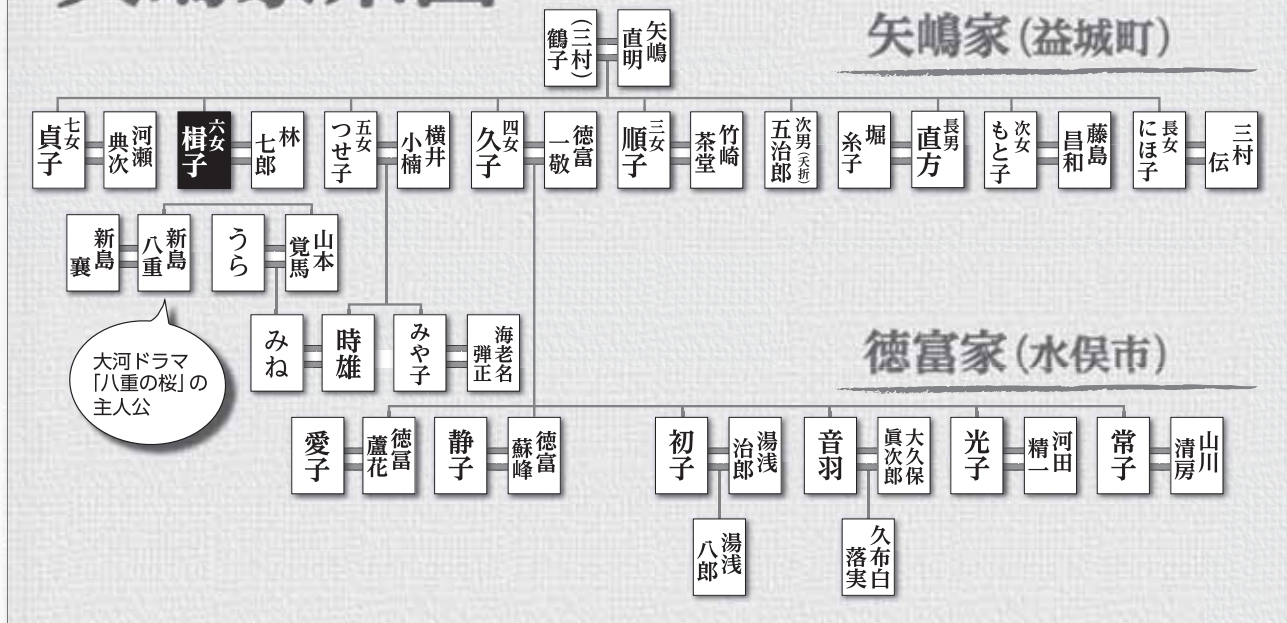 矢嶋家（益城町）
矢嶋
直明
（三村）
鶴子
三村
伝
長女
にほ子
藤島
昌和
次女
もと子
長男
直方
堀
糸子
次男（夭折）
五治郎
竹崎
茶堂
三女
順子
徳富
一敬
四女
久子
横井
小楠
五女
つせ子
林
七郎
六女
楫子
河瀬
典次
七女
貞子
山本
覚馬
うら
新島
八重
新島
襄
大河ドラマ
「八重の桜」の
主人公
海老名
弾正
みや子
時雄
みね
徳富家（水俣市）
山川
清房
常子
河田
精一
光子
大久保
眞次郎
音羽
湯浅
治郎
初子
徳富
蘇峰
静子
徳冨
蘆花
愛子
久布白
落実
湯浅
八郎